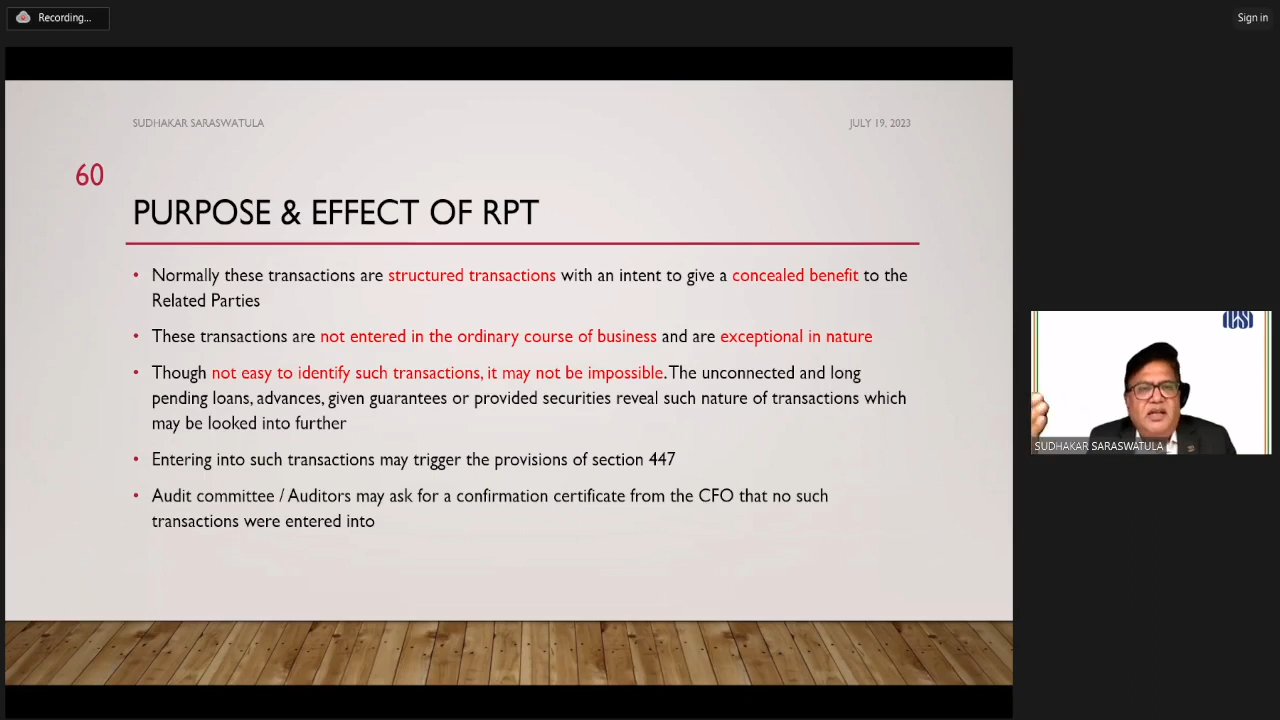 Recording...
Sign in
SUDHAKAR SARASWATULA
JULY 19, 2023
60
PURPOSE & EFFECT OF RPT
• Normally these transactions are structured transactions with an intent to give a concealed benefit to the
Related Parties
• These transactions are not entered in the ordinary course of business and are exceptional in nature
• Though not easy to identify such transactions, it may not be impossible. The unconnected and long
pending loans, advances, given guarantees or provided securities reveal such nature of transactions which
may be looked into further
• Entering into such transactions may trigger the provisions of section 447
• Audit committee / Auditors may ask for a confirmation certificate from the CFO that no such
transactions were entered into
ICSI
SUDHAKAR SARASWATULA